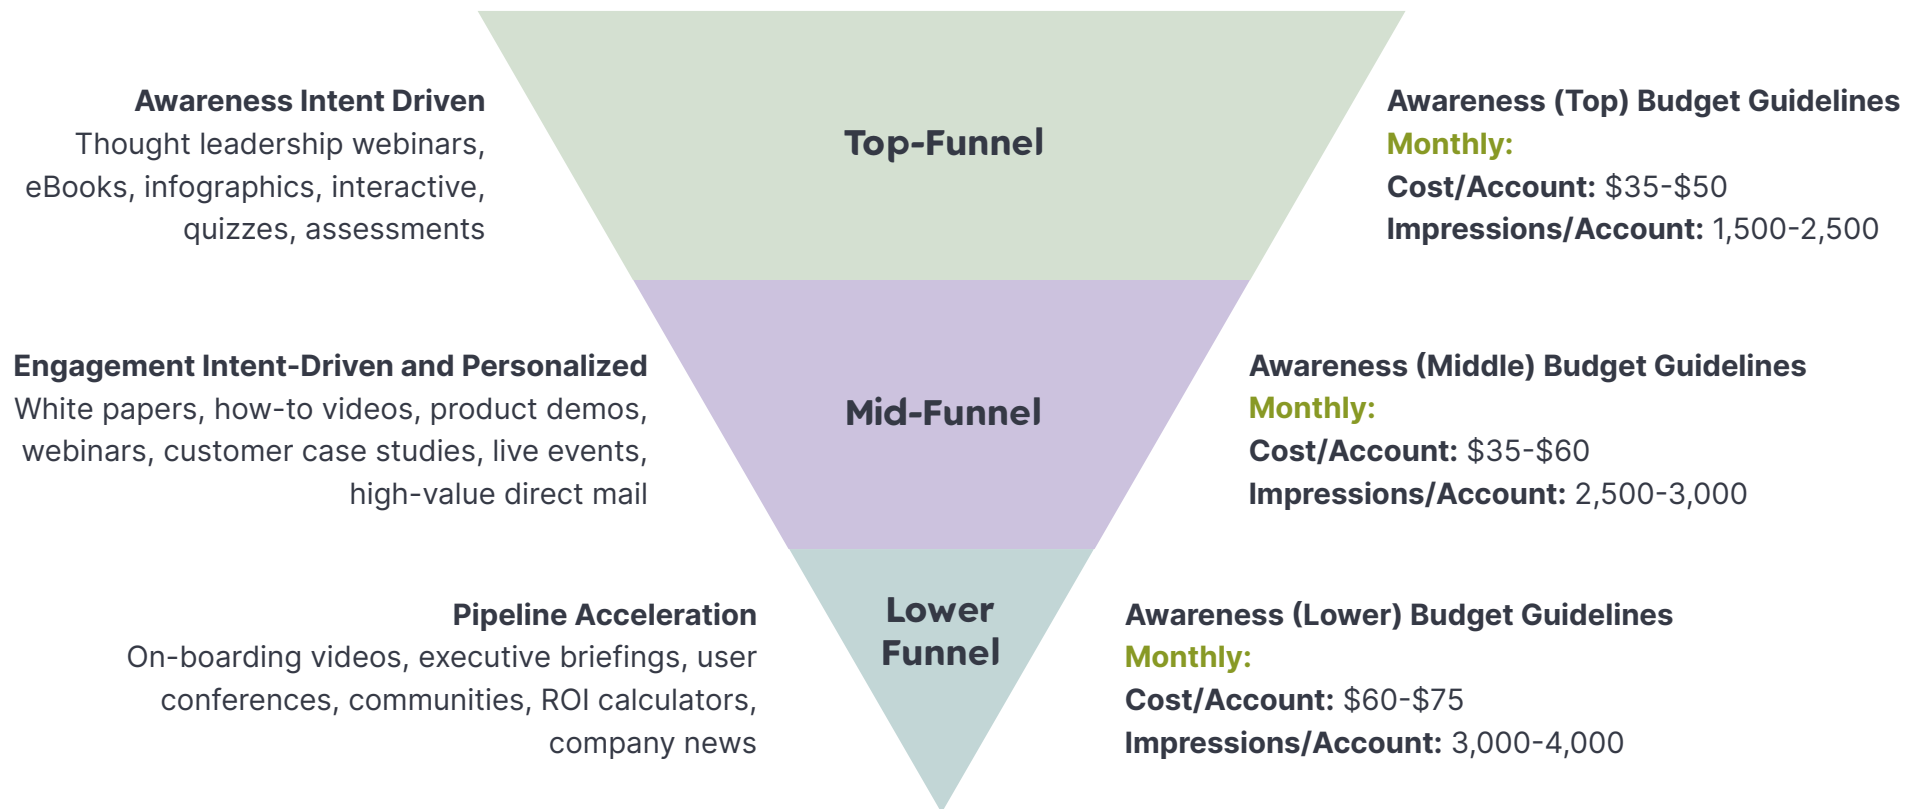 Awareness Intent Driven
Thought leadership webinars,
eBooks, infographics, interactive,
quizzes, assessments
Top-Funnel
Awareness (Top) Budget Guidelines
Monthly:
Cost/Account: $35-$50
Impressions/Account: 1,500-2,500
Engagement Intent-Driven and Personalized
White papers, how-to videos, product demos,
webinars, customer case studies, live events,
high-value direct mail
Mid-Funnel
Awareness (Middle) Budget Guidelines
Monthly:
Cost/Account: $35-$60
Impressions/Account: 2,500-3,000
Pipeline Acceleration
On-boarding videos, executive briefings, user
conferences, communities, ROI calculators,
company news
Lower
Funnel
Awareness (Lower) Budget Guidelines
Monthly:
Cost/Account: $60-$75
Impressions/Account: 3,000-4,000